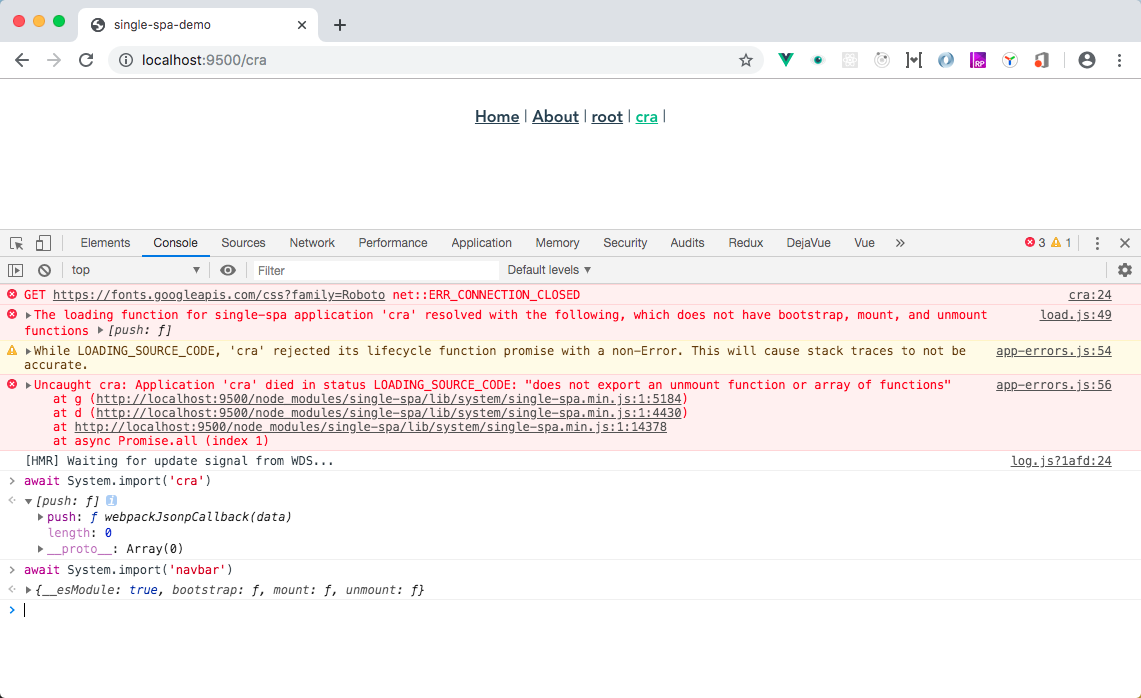 single-spa-demo
localhost:9500/cra
Home | About | root | cra |
Elements Console Sources Network Performance Application Memory Security Audits Redux DejaVue Vue » 3 1
top Filter Default levels
GET https://fonts.googleapis.com/css?family=Roboto net::ERR_CONNECTION_CLOSED cra:24
The loading function for single-spa application 'cra' resolved with the following, which does not have bootstrap, mount, and unmount load.js:49
functions [push: ƒ]
While LOADING_SOURCE_CODE, 'cra' rejected its lifecycle function promise with a non-Error. This will cause stack traces to not be app-errors.js:54
accurate.
Uncaught cra: Application 'cra' died in status LOADING_SOURCE_CODE: "does not export an unmount function or array of functions" app-errors.js:56
at g (http://localhost:9500/node_modules/single-spa/lib/system/single-spa.min.js:1:5184)
at d (http://localhost:9500/node_modules/single-spa/lib/system/single-spa.min.js:1:4430)
at http://localhost:9500/node_modules/single-spa/lib/system/single-spa.min.js:1:14378
at async Promise.all (index 1)
[HMR] Waiting for update signal from WDS... log.js?1afd:24
> await System.import('cra')
[push: ƒ] i
push: ƒ webpackJsonpCallback(data)
length: 0
__proto__: Array(0)
> await System.import('navbar')
{__esModule: true, bootstrap: ƒ, mount: ƒ, unmount: ƒ}
>